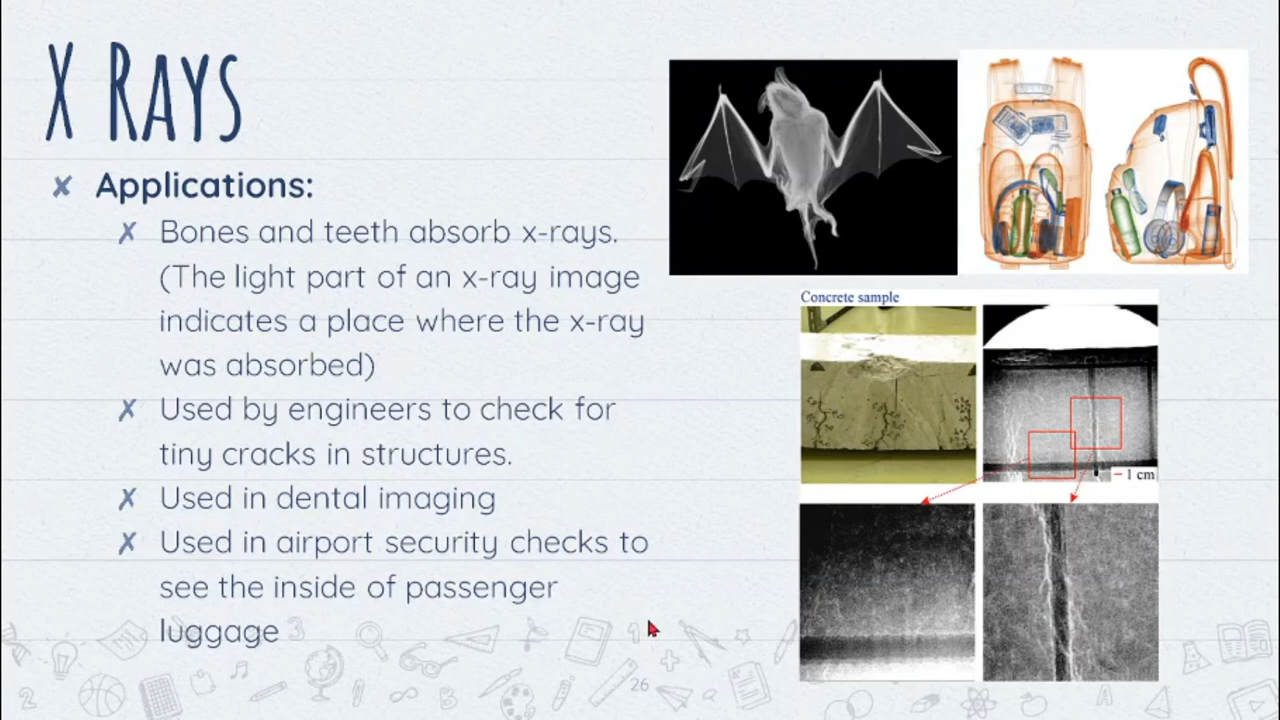 X Rays
Applications:
Bones and teeth absorb x-rays.
(The light part of an x-ray image
indicates a place where the x-ray
was absorbed)
Used by engineers to check for
tiny cracks in structures.
Used in dental imaging
Used in airport security checks to
see the inside of passenger
luggage
Concrete sample
1 cm
26